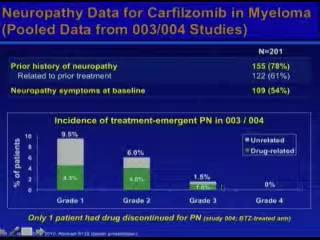 Neuropathy Data for Carfilzomib in Myeloma
(Pooled Data from 003/004 Studies)
N=201
Prior history of neuropathy 155 (78%)
Related to prior treatment 122 (61%)
Neuropathy symptoms at baseline 109 (54%)
Incidence of treatment-emergent PN in 003 / 004
% of patients
10
8
6
4
2
0
9.5%
6.0%
1.5%
0%
4.5%
4.0%
Unrelated
Drug-related
Grade 1 Grade 2 Grade 3 Grade 4
Only 1 patient had drug discontinued for PN (study 004; BTZ-treated arm)